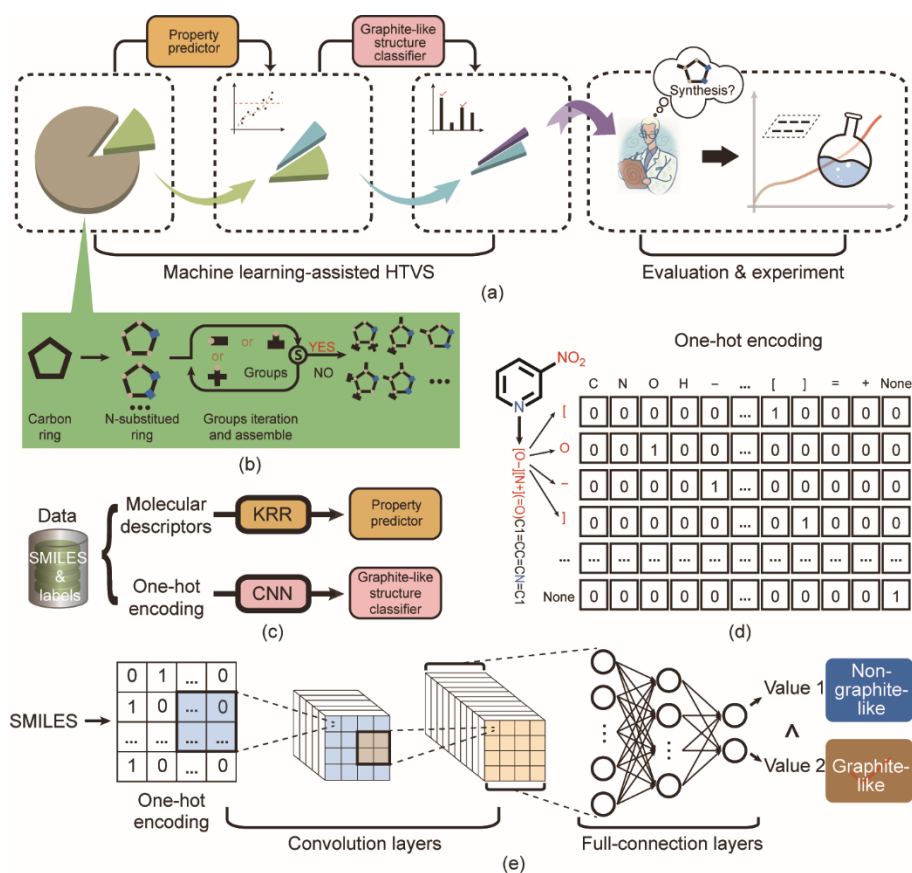 Property
predictor
Graphite-like
structure
classifier
Synthesis?
Machine learning-assisted HTVS
Evaluation & experiment
(a)
Carbon
ring
N-substitued
ring
or
or
Groups
S
YES
NO
Groups iteration
and assemble
(b)
Data
SMILES
&
labels
Molecular
descriptors
KRR
Property
predictor
One-hot
encoding
CNN
Graphite-like
structure
classifier
(c)
One-hot encoding
NO₂
N
[O−][N+](=O)C1=CC=CN=C1
C N O H − ... [ ] = + None
[ 0 0 0 0 0 ... 1 0 0 0 0
O 0 0 1 0 0 ... 0 0 0 0 0
− 0 0 0 0 1 ... 0 0 0 0 0
] 0 0 0 0 0 ... 0 1 0 0 0
... ... ... ... ... ... ... ... ... ... ... ...
None 0 0 0 0 0 ... 0 0 0 0 1
(d)
SMILES
0 1 ... 0
1 0 ... 0
... ... ... ...
1 0 ... 0
One-hot
encoding
Convolution layers
Full-connection layers
Value 1
Non-
graphite-
like
<
Value 2
Graphite-
like
(e)